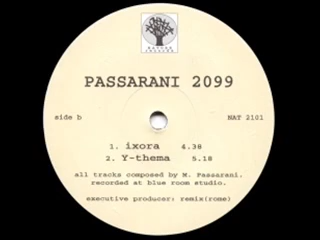 PASSARANI 2099
side b
NAT 2101
1. ixora 4.38
2. Y-thema 5.18
all tracks composed by M. Passarani.
recorded at blue room studio.
executive producer: remix(rome)